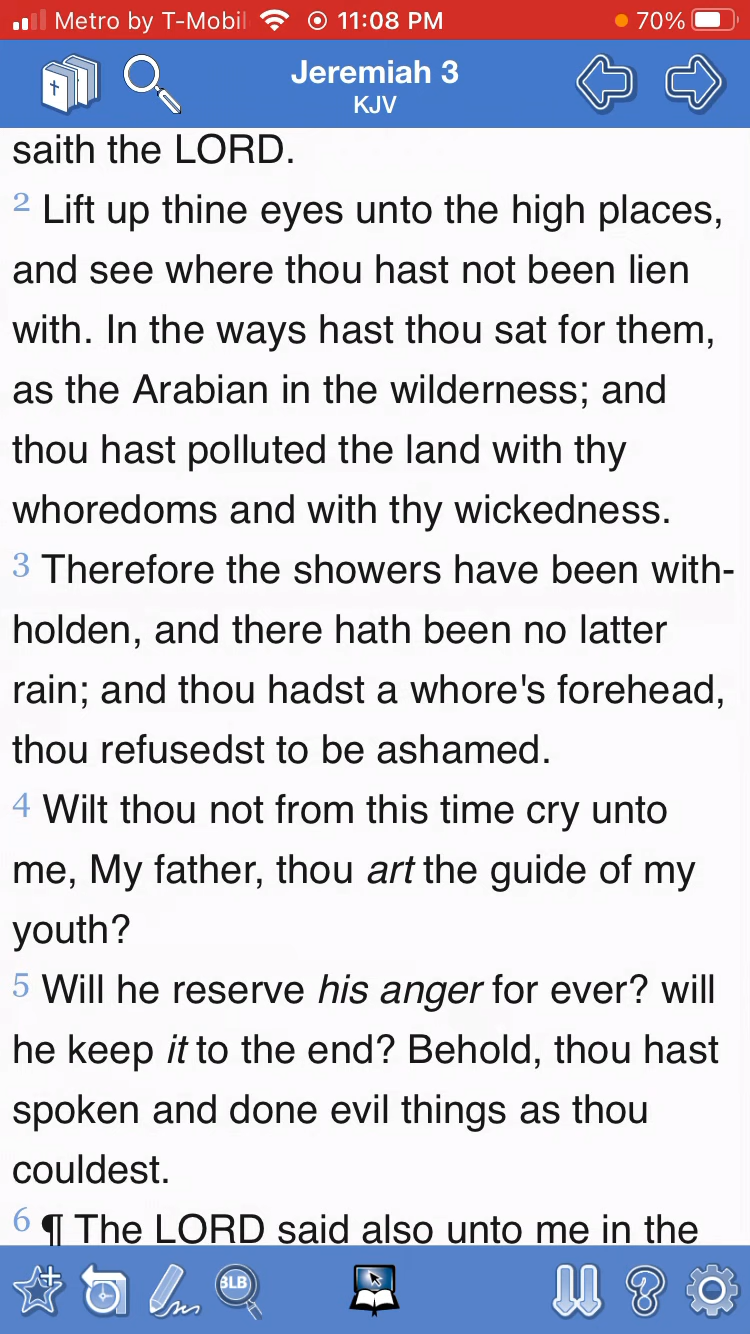 Metro by T-Mobil 11:08 PM 70%
Jeremiah 3
KJV
saith the LORD.
2 Lift up thine eyes unto the high places,
and see where thou hast not been lien
with. In the ways hast thou sat for them,
as the Arabian in the wilderness; and
thou hast polluted the land with thy
whoredoms and with thy wickedness.
3 Therefore the showers have been with-
holden, and there hath been no latter
rain; and thou hadst a whore's forehead,
thou refusedst to be ashamed.
4 Wilt thou not from this time cry unto
me, My father, thou art the guide of my
youth?
5 Will he reserve his anger for ever? will
he keep it to the end? Behold, thou hast
spoken and done evil things as thou
couldest.
6 ¶ The LORD said also unto me in the
BLB